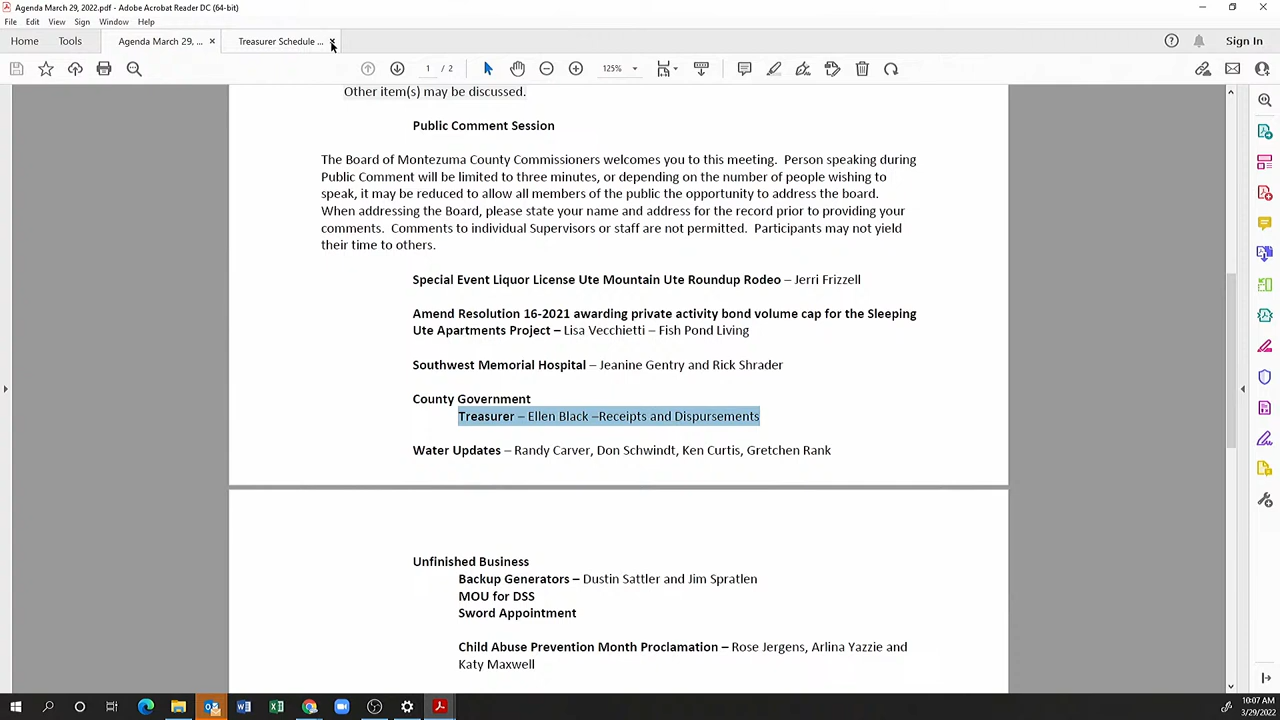 Agenda March 29, 2022.pdf - Adobe Acrobat Reader DC (64-bit)
File Edit View Sign Window Help
Home Tools Agenda March 29, ... Treasurer Schedule ... Sign In
1 / 2 125%
Other item(s) may be discussed.
Public Comment Session
The Board of Montezuma County Commissioners welcomes you to this meeting. Person speaking during
Public Comment will be limited to three minutes, or depending on the number of people wishing to
speak, it may be reduced to allow all members of the public the opportunity to address the board.
When addressing the Board, please state your name and address for the record prior to providing your
comments. Comments to individual Supervisors or staff are not permitted. Participants may not yield
their time to others.
Special Event Liquor License Ute Mountain Ute Roundup Rodeo – Jerri Frizzell
Amend Resolution 16-2021 awarding private activity bond volume cap for the Sleeping
Ute Apartments Project – Lisa Vecchietti – Fish Pond Living
Southwest Memorial Hospital – Jeanine Gentry and Rick Shrader
County Government
Treasurer – Ellen Black –Receipts and Dispursements
Water Updates – Randy Carver, Don Schwindt, Ken Curtis, Gretchen Rank
Unfinished Business
Backup Generators – Dustin Sattler and Jim Spratlen
MOU for DSS
Sword Appointment
Child Abuse Prevention Month Proclamation – Rose Jergens, Arlina Yazzie and
Katy Maxwell
10:07 AM
3/29/2022